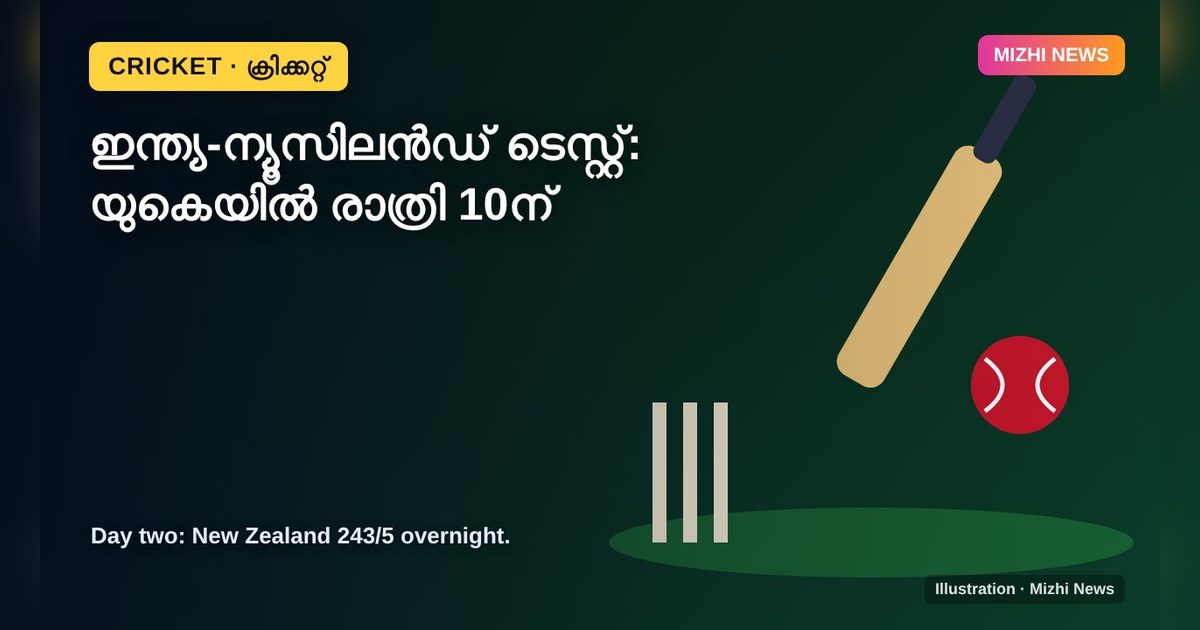 CRICKET · ക്രിക്കറ്റ്
MIZHI NEWS
ഇന്ത്യ-ന്യൂസിലൻഡ് ടെസ്റ്റ്:
യുകെയിൽ രാത്രി 10ന്
Day two: New Zealand 243/5 overnight.
Illustration · Mizhi News